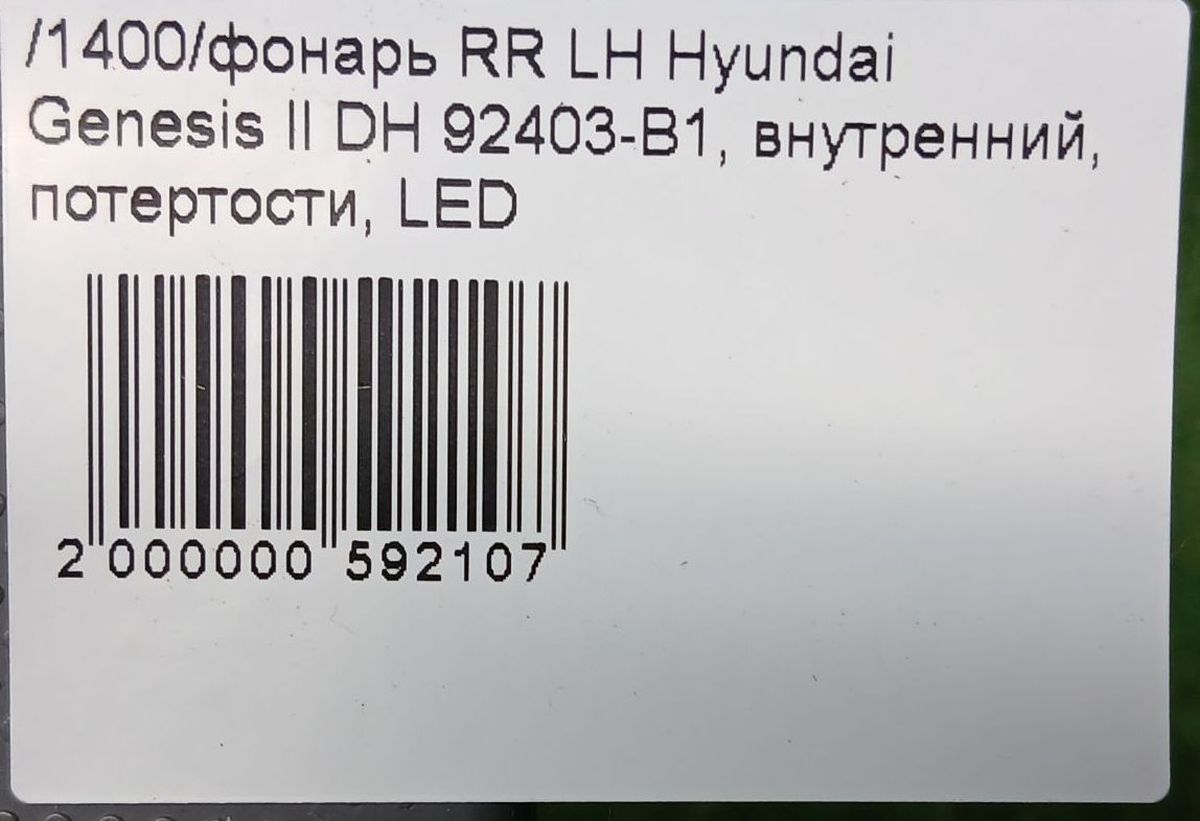 /1400/фонарь RR LH Hyundai
Genesis II DH 92403-B1, внутренний,
потертости, LED
2 000000 592107